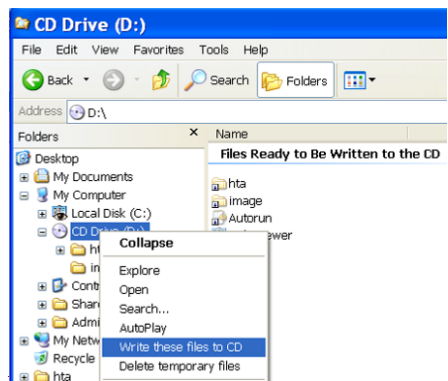 CD Drive (D:)
File Edit View Favorites Tools Help
Back Search Folders
Address D:\
Folders × Name
Files Ready to Be Written to the CD
Desktop
My Documents
My Computer
Local Disk (C:)
CD Drive (D:)
hta
image
Autorun
Collapse
Explore
Open
Search...
AutoPlay
Write these files to CD
Delete temporary files
Recycle
hta